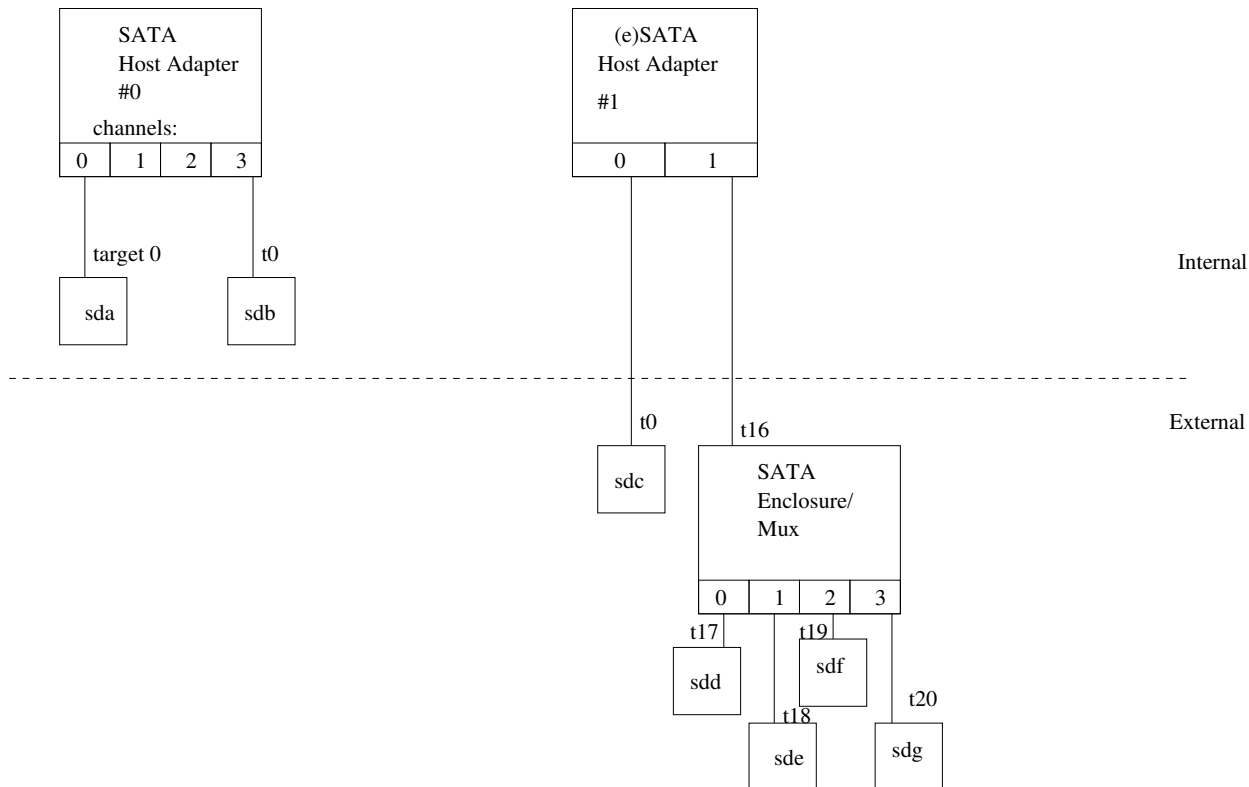 SATA
Host Adapter
#0
channels:
0 1 2 3
target 0
t0
sda
sdb
(e)SATA
Host Adapter
#1
0 1
Internal
External
t0
t16
sdc
SATA
Enclosure/
Mux
0 1 2 3
t17
t19
sdd
sdf
t18
t20
sde
sdg